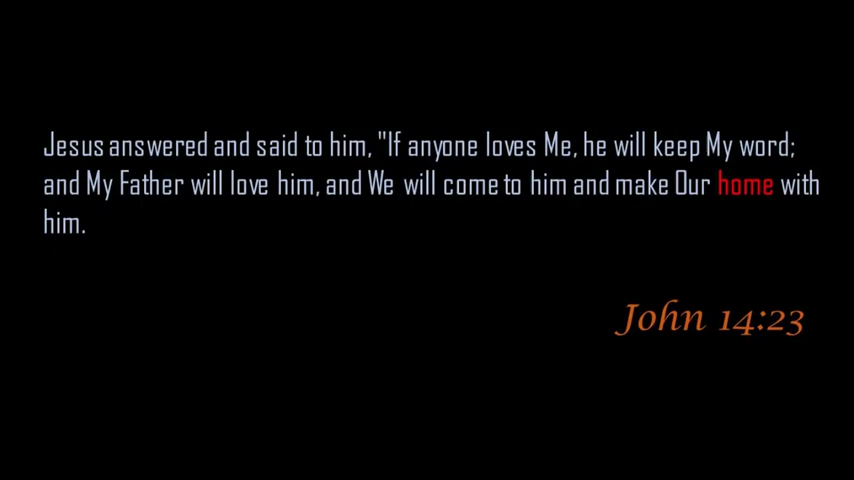 Jesus answered and said to him, "If anyone loves Me, he will keep My word;
and My Father will love him, and We will come to him and make Our home with
him.
John 14:23